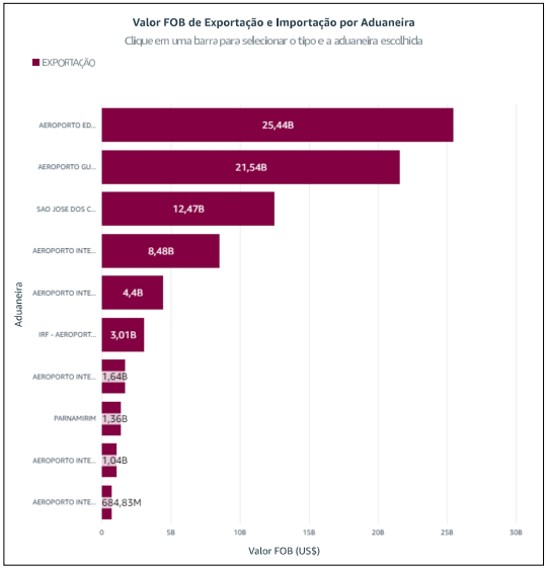 Valor FOB de Exportação e Importação por Aduaneira
Clique em uma barra para selecionar o tipo e a aduaneira escolhida
EXPORTAÇÃO
AEROPORTO ED...
25,44B
AEROPORTO GU...
21,54B
SAO JOSE DOS C...
12,47B
AEROPORTO INTE...
8,48B
AEROPORTO INTE...
4,4B
IRF - AEROPORT...
3,01B
AEROPORTO INTE...
1,64B
PARNAMIRIM
1,36B
AEROPORTO INTE...
1,04B
AEROPORTO INTE...
684,83M
Aduaneira
0 5B 10B 15B 20B 25B 30B
Valor FOB (US$)